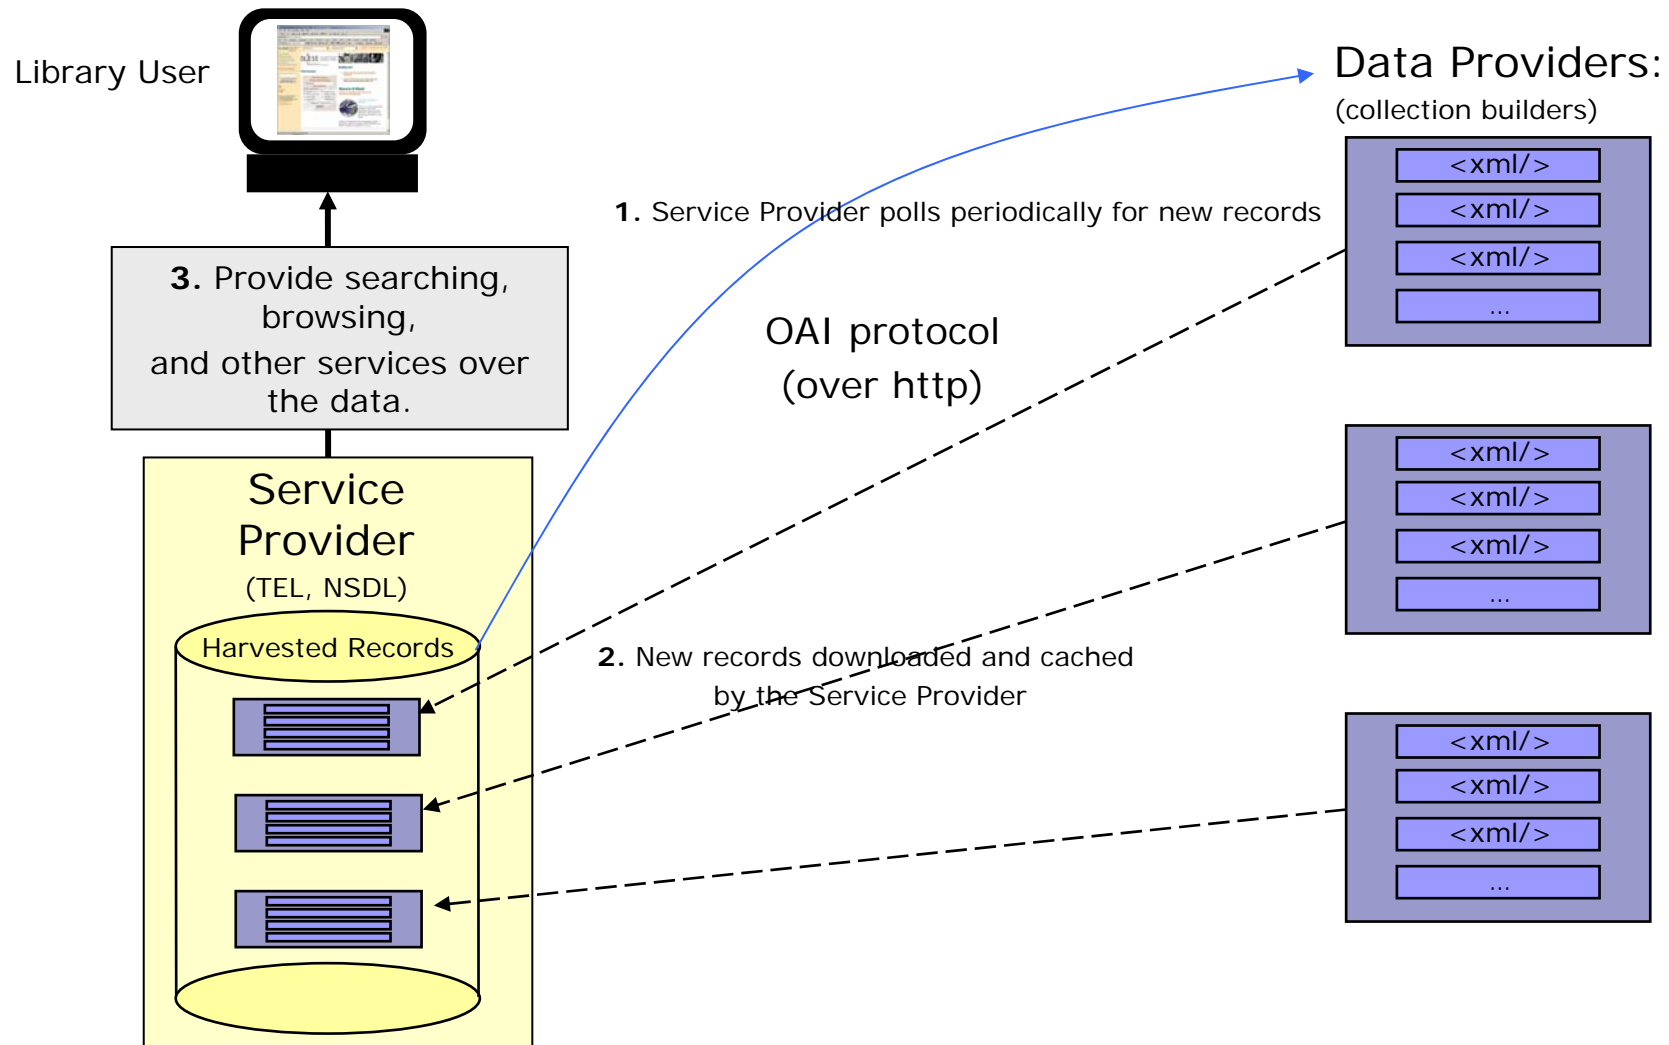 Library User
Data Providers:
(collection builders)
<xml/>
<xml/>
<xml/>
...
1. Service Provider polls periodically for new records
3. Provide searching,
browsing,
and other services over
the data.
OAI protocol
(over http)
<xml/>
<xml/>
<xml/>
...
Service
Provider
(TEL, NSDL)
Harvested Records
2. New records downloaded and cached
by the Service Provider
<xml/>
<xml/>
<xml/>
...